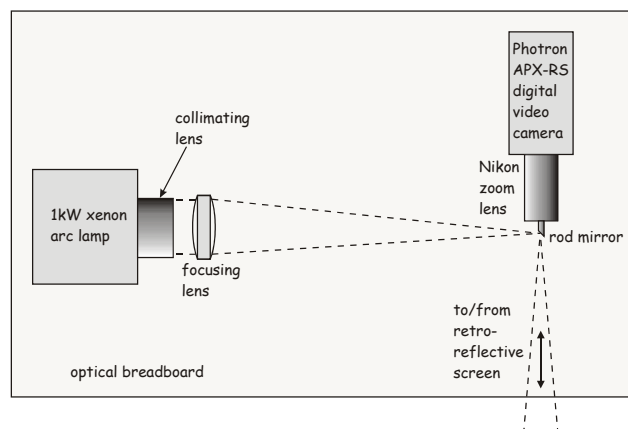 Photron
APX-RS
digital
video
camera
collimating
lens
Nikon
zoom
lens
1kW xenon
arc lamp
rod mirror
focusing
lens
to/from
retro-
reflective
screen
optical breadboard